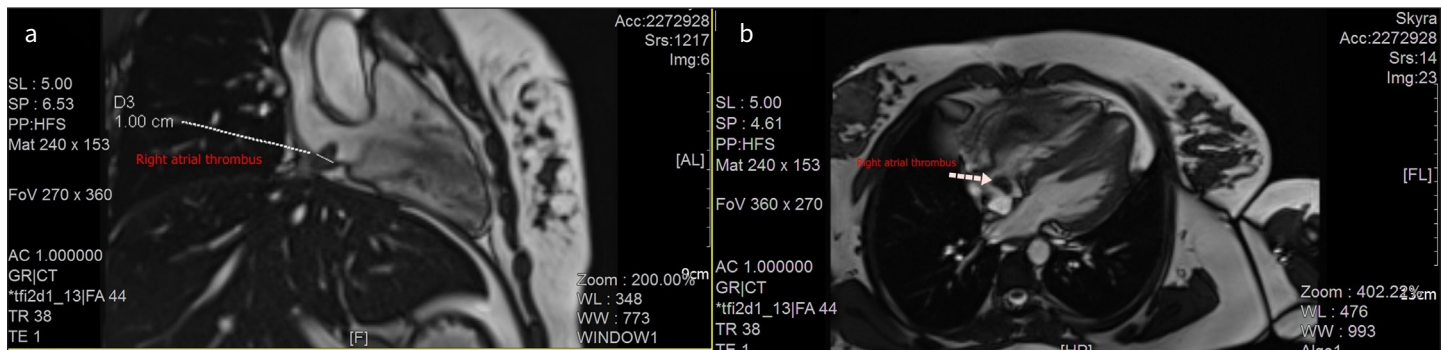 a
Acc:2272928
Srs:1217
Img:6
SL : 5.00
SP : 6.53
PP:HFS
Mat 240 x 153
FoV 270 x 360
D3
1.00 cm
Right atrial thrombus
[AL]
AC 1.000000
GR|CT
*tfi2d1_13|FA 44
TR 38
TE 1
[F]
9cm
Zoom : 200.00%
WL : 348
WW : 773
WINDOW1
b
Skyra
Acc:2272928
Srs:14
Img:23
SL : 5.00
SP : 4.61
PP:HFS
Mat 240 x 153
FoV 360 x 270
Right atrial thrombus
[FL]
AC 1.000000
GR|CT
*tfi2d1_13|FA 44
TR 38
TE 1
13cm
Zoom : 402.22%
WL : 476
WW : 993